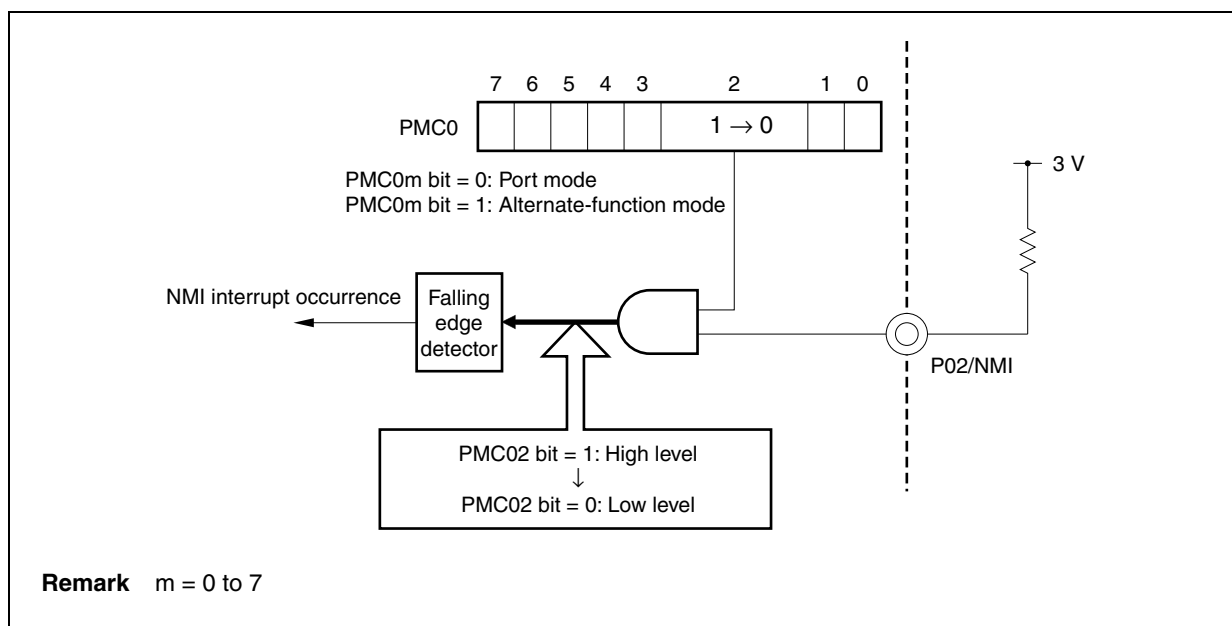 7 6 5 4 3 2 1 0
PMC0
1 → 0
3 V
PMC0m bit = 0: Port mode
PMC0m bit = 1: Alternate-function mode
NMI interrupt occurrence
Falling
edge
detector
P02/NMI
PMC02 bit = 1: High level
↓
PMC02 bit = 0: Low level
Remark m = 0 to 7